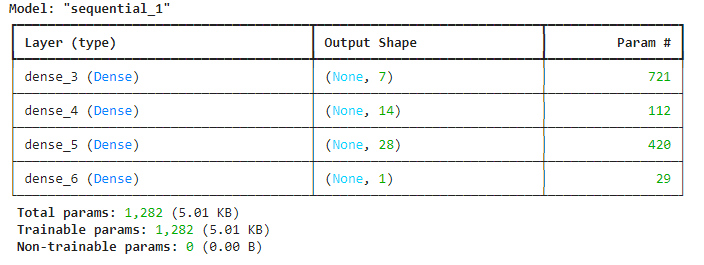 Model: "sequential_1"
Layer (type) Output Shape Param #
dense_3 (Dense) (None, 7) 721
dense_4 (Dense) (None, 14) 112
dense_5 (Dense) (None, 28) 420
dense_6 (Dense) (None, 1) 29
Total params: 1,282 (5.01 KB)
Trainable params: 1,282 (5.01 KB)
Non-trainable params: 0 (0.00 B)